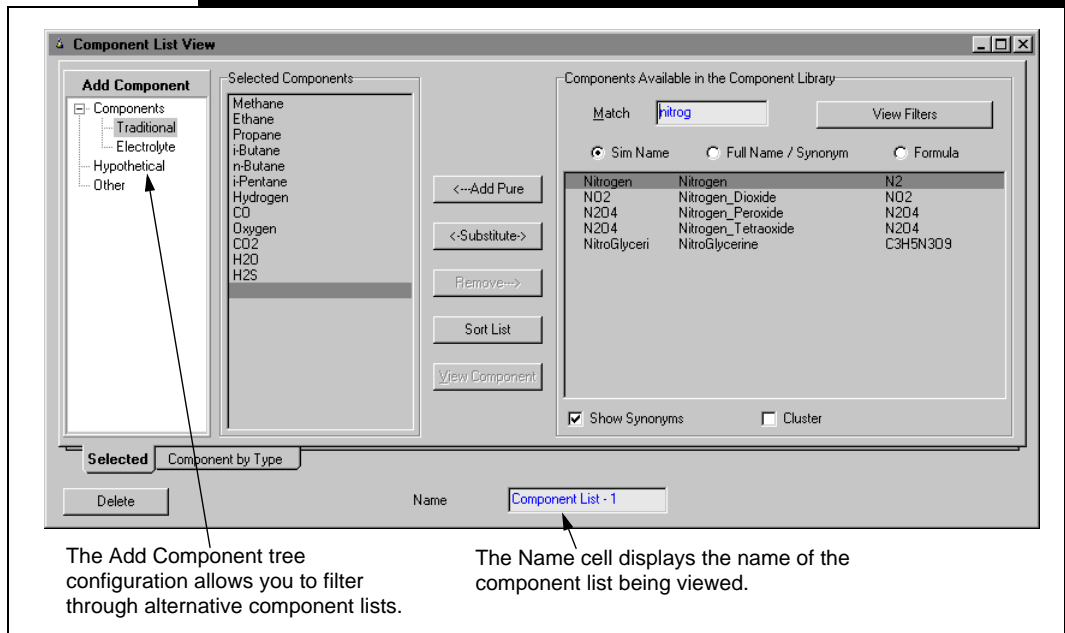 Component List View
Add Component
Components
Traditional
Electrolyte
Hypothetical
Other
Selected Components
Methane
Ethane
Propane
i-Butane
n-Butane
i-Pentane
Hydrogen
CO
Oxygen
CO2
H2O
H2S
<---Add Pure
<-Substitute->
Remove--->
Sort List
View Component
Components Available in the Component Library
Match nitrog View Filters
Sim Name Full Name / Synonym Formula
Nitrogen Nitrogen N2
NO2 Nitrogen_Dioxide NO2
N2O4 Nitrogen_Peroxide N2O4
N2O4 Nitrogen_Tetraoxide N2O4
NitroGlyceri NitroGlycerine C3H5N3O9
Show Synonyms Cluster
Selected Component by Type
Delete Name Component List - 1
The Add Component tree
configuration allows you to filter
through alternative component lists.
The Name cell displays the name of the
component list being viewed.